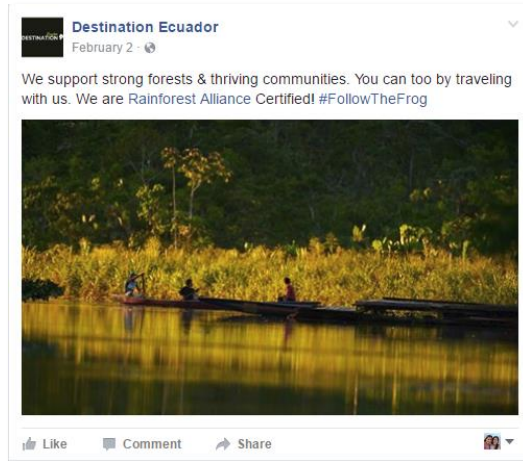 DESTINATION
Destination Ecuador
February 2 ·
We support strong forests & thriving communities. You can too by traveling
with us. We are Rainforest Alliance Certified! #FollowTheFrog
Like Comment Share